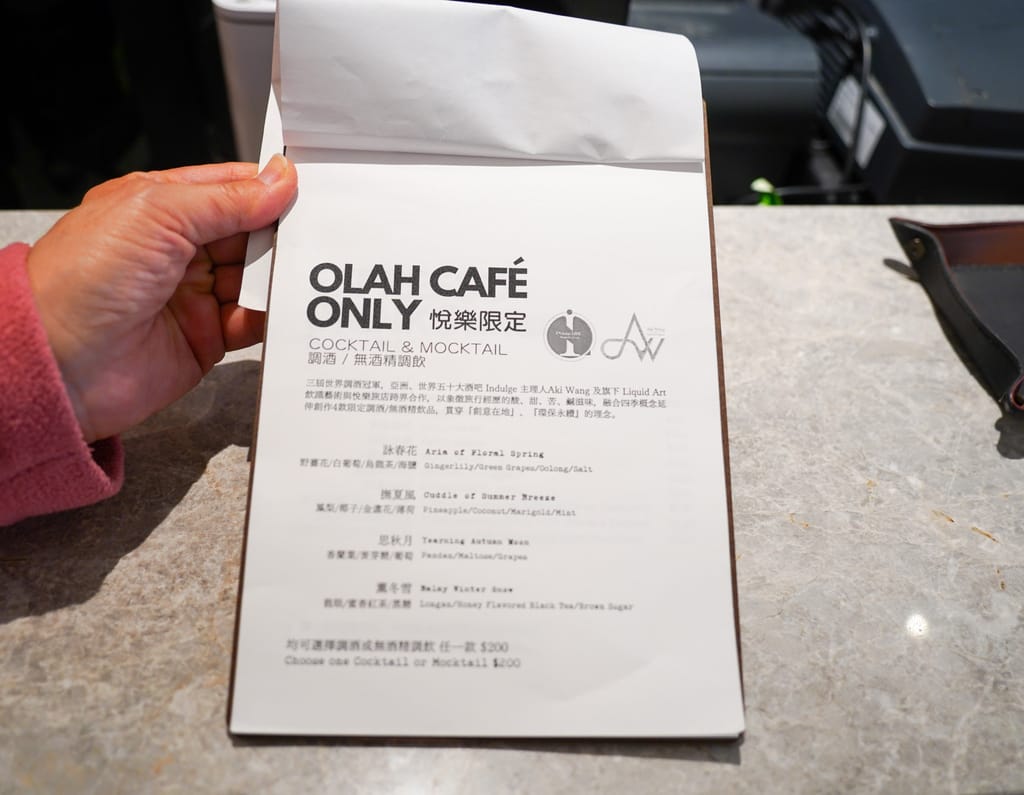 OLAH CAFÉ
ONLY 悅樂限定
COCKTAIL & MOCKTAIL
調酒 / 無酒精調飲
三屆世界調酒冠軍,亞洲、世界五十大酒吧 Indulge 主理人Aki Wang 及旗下 Liquid Art
飲識藝術與悅樂旅店跨界合作,以象徵旅行經歷的酸、甜、苦、鹹滋味,融合四季概念延
伸創作4款限定調酒/無酒精飲品,貫穿「創意在地」、「環保永續」的理念。
詠春花 Aria of Floral Spring
野薑花/白葡萄/烏龍茶/海鹽 Gingerlily/Green Grapes/Oolong/Salt
撫夏風 Cuddle of Summer Breeze
鳳梨/椰子/金盞花/薄荷 Pineapple/Coconut/Marigold/Mint
思秋月 Yearning Autumn Moon
香蘭葉/麥芽糖/葡萄 Pandan/Maltose/Grapes
薰冬雪 Balmy Winter Snow
龍眼/蜜香紅茶/黑糖 Longan/Honey Flavored Black Tea/Brown Sugar
均可選擇調酒或無酒精調飲 任一款 $200
Choose one Cocktail or Mocktail $200